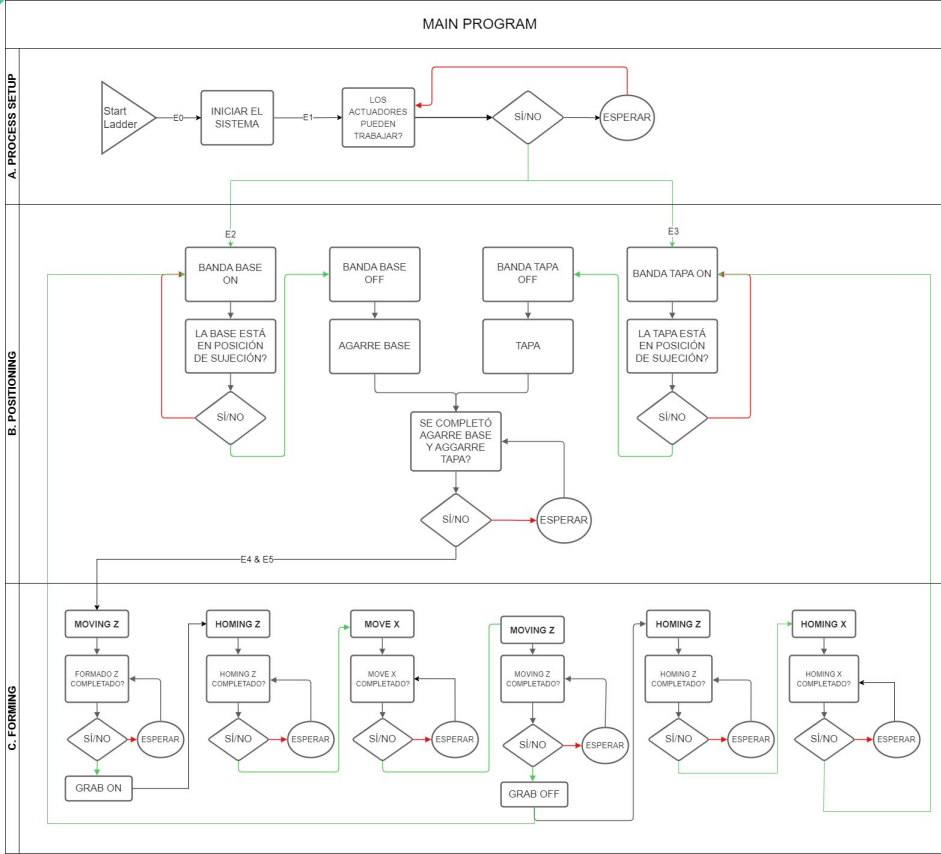 MAIN PROGRAM
A. PROCESS SETUP
Start
Ladder
E0
INICIAR EL
SISTEMA
E1
LOS
ACTUADORES
PUEDEN
TRABAJAR?
SÍ/NO
ESPERAR
B. POSITIONING
E2
E3
BANDA BASE
ON
BANDA BASE
OFF
BANDA TAPA
OFF
BANDA TAPA ON
LA BASE ESTÁ
EN POSICIÓN
DE SUJECIÓN?
AGARRE BASE
TAPA
LA TAPA ESTÁ
EN POSICIÓN
DE SUJECIÓN?
SÍ/NO
SÍ/NO
SE COMPLETÓ
AGARRE BASE
Y AGGARRE
TAPA?
SÍ/NO
ESPERAR
E4 & E5
C. FORMING
MOVING Z
HOMING Z
MOVE X
MOVING Z
HOMING Z
HOMING X
FORMADO Z
COMPLETADO?
HOMING Z
COMPLETADO?
MOVE X
COMPLETADO?
MOVING Z
COMPLETADO?
HOMING Z
COMPLETADO?
HOMING X
COMPLETADO?
SÍ/NO
ESPERAR
SÍ/NO
ESPERAR
SÍ/NO
ESPERAR
SÍ/NO
ESPERAR
SÍ/NO
ESPERAR
SÍ/NO
ESPERAR
GRAB ON
GRAB OFF